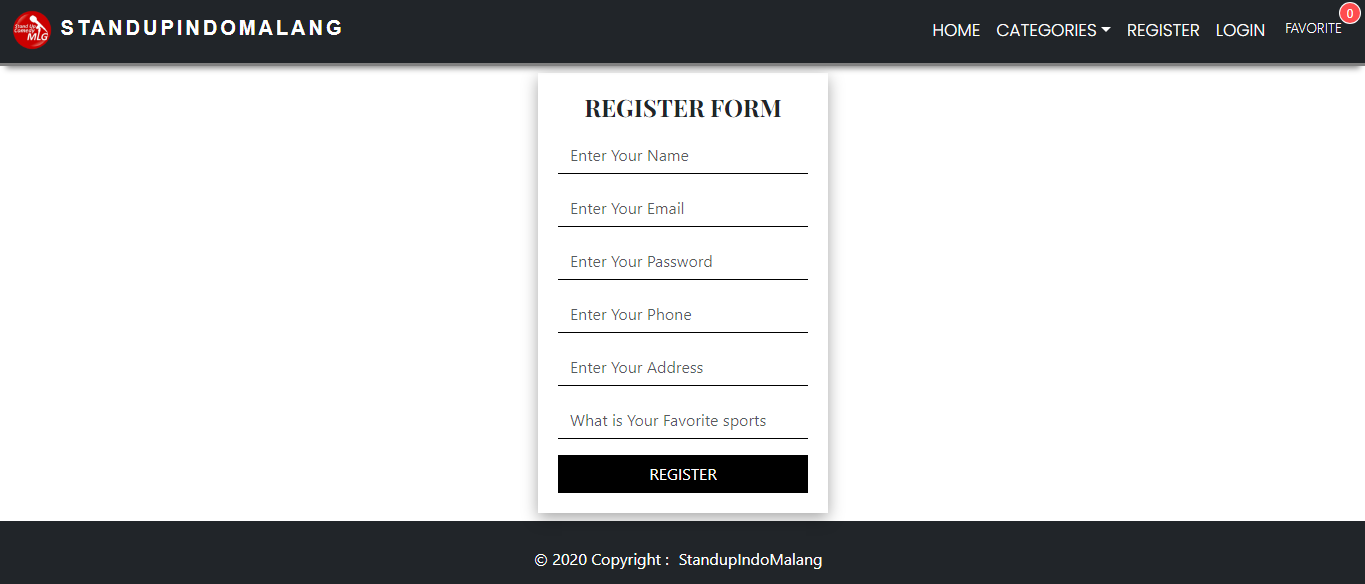 Stand Up
Comedy
MLG
STANDUPINDOMALANG
HOME CATEGORIES REGISTER LOGIN FAVORITE 0
REGISTER FORM
Enter Your Name
Enter Your Email
Enter Your Password
Enter Your Phone
Enter Your Address
What is Your Favorite sports
REGISTER
© 2020 Copyright : StandupIndoMalang